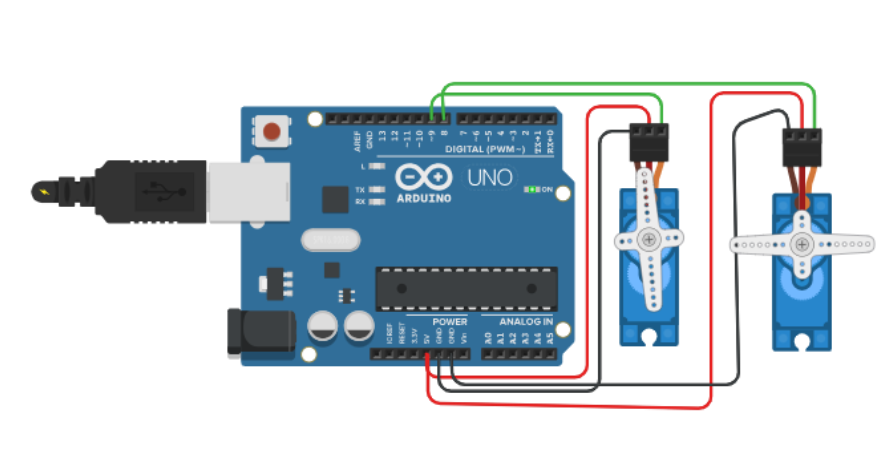 AREF
GND
13
12
~11
~10
~9
8
7
~6
~5
4
~3
2
TX→1
RX←0
DIGITAL (PWM~)
L
TX
RX
UNO
ARDUINO
ON
POWER
ANALOG IN
IOREF
RESET
3.3V
5V
GND
GND
Vin
A0
A1
A2
A3
A4
A5